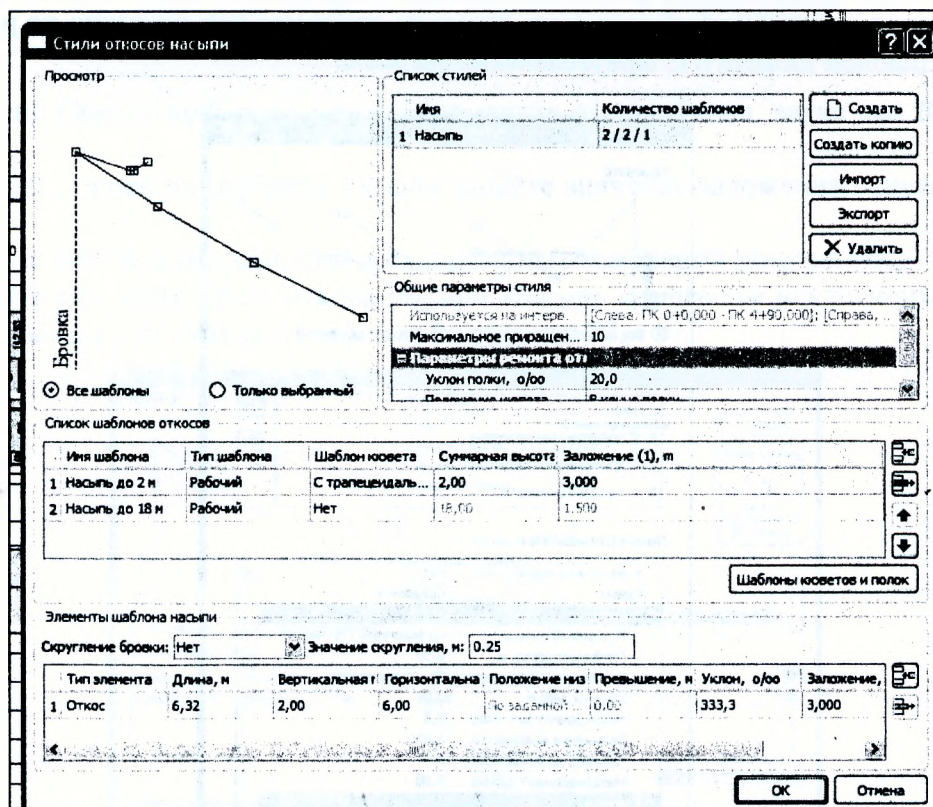 Стили откосов насыпи
Просмотр
Бровка
Все шаблоны Только выбранный
Список стилей
Имя Количество шаблонов
1 Насыпь 2 / 2 / 1
Создать
Создать копию
Импорт
Экспорт
Удалить
Общие параметры стиля
Используется на интерв. [Слева. ПК 0+0,000 - ПК 4+90,000]; [Справа, ...
Максимальное приращен... 10
Параметры ремонта отк
Уклон полки, о/оо 20,0
Список шаблонов откосов
Имя шаблона Тип шаблона Шаблон кювета Суммарная высота Заложение (1), m
1 Насыпь до 2 м Рабочий С трапецеидаль... 2,00 3,000
2 Насыпь до 18 м Рабочий Нет 18,00 1,500
Шаблоны кюветов и полок
Элементы шаблона насыпи
Скругление бровки: Нет Значение скругления, м: 0.25
Тип элемента Длина, м Вертикальная г Горизонтальна Положение низ Превышение, м Уклон, о/оо Заложение,
1 Откос 6,32 2,00 6,00 По заданной ... 0,00 333,3 3,000
ОК Отмена